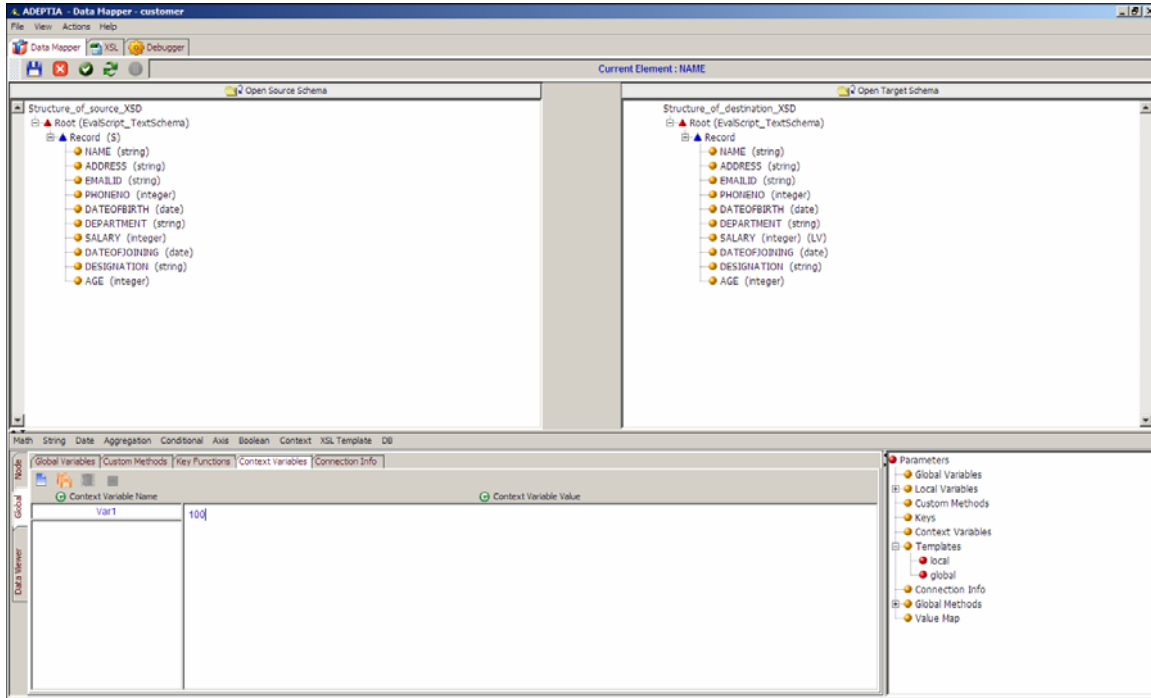 ADEPTIA - Data Mapper - customer
File View Actions Help
Data Mapper XSL Debugger
Current Element : NAME
Open Source Schema
Open Target Schema
Structure_of_source_XSD
Root (EvalScript_TextSchema)
Record (S)
NAME (string)
ADDRESS (string)
EMAILID (string)
PHONENO (integer)
DATEOFBIRTH (date)
DEPARTMENT (string)
SALARY (integer)
DATEOFJOINING (date)
DESIGNATION (string)
AGE (integer)
Structure_of_destination_XSD
Root (EvalScript_TextSchema)
Record
NAME (string)
ADDRESS (string)
EMAILID (string)
PHONENO (integer)
DATEOFBIRTH (date)
DEPARTMENT (string)
SALARY (integer) (LV)
DATEOFJOINING (date)
DESIGNATION (string)
AGE (integer)
Math String Date Aggregation Conditional Axis Boolean Context XSL Template DB
Node
Global
Data Viewer
Global Variables Custom Methods Key Functions Context Variables Connection Info
Context Variable Name
Context Variable Value
Var1
100
Parameters
Global Variables
Local Variables
Custom Methods
Keys
Context Variables
Templates
local
global
Connection Info
Global Methods
Value Map